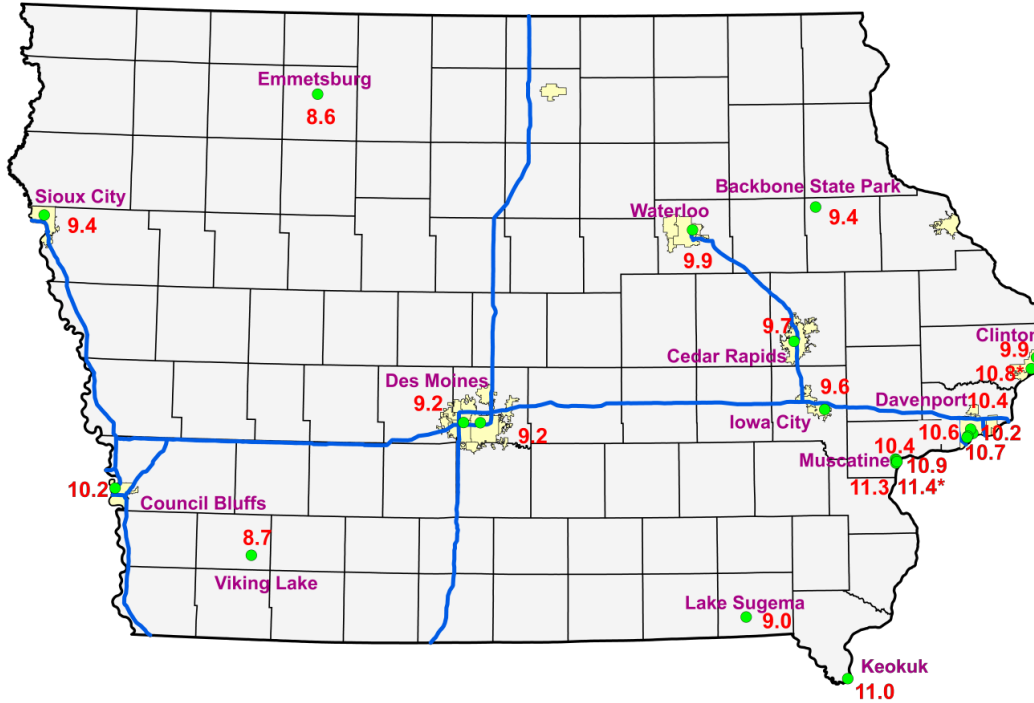 Emmetsburg
8.6
Sioux City
9.4
Backbone State Park
9.4
Waterloo
9.9
9.7
Cedar Rapids
Clinton
9.9
10.8*
Des Moines
9.2
9.2
9.6
Iowa City
Davenport
10.4
10.6
10.2
10.7
Muscatine
10.4
10.9
11.3
11.4*
10.2
Council Bluffs
8.7
Viking Lake
Lake Sugema
9.0
Keokuk
11.0